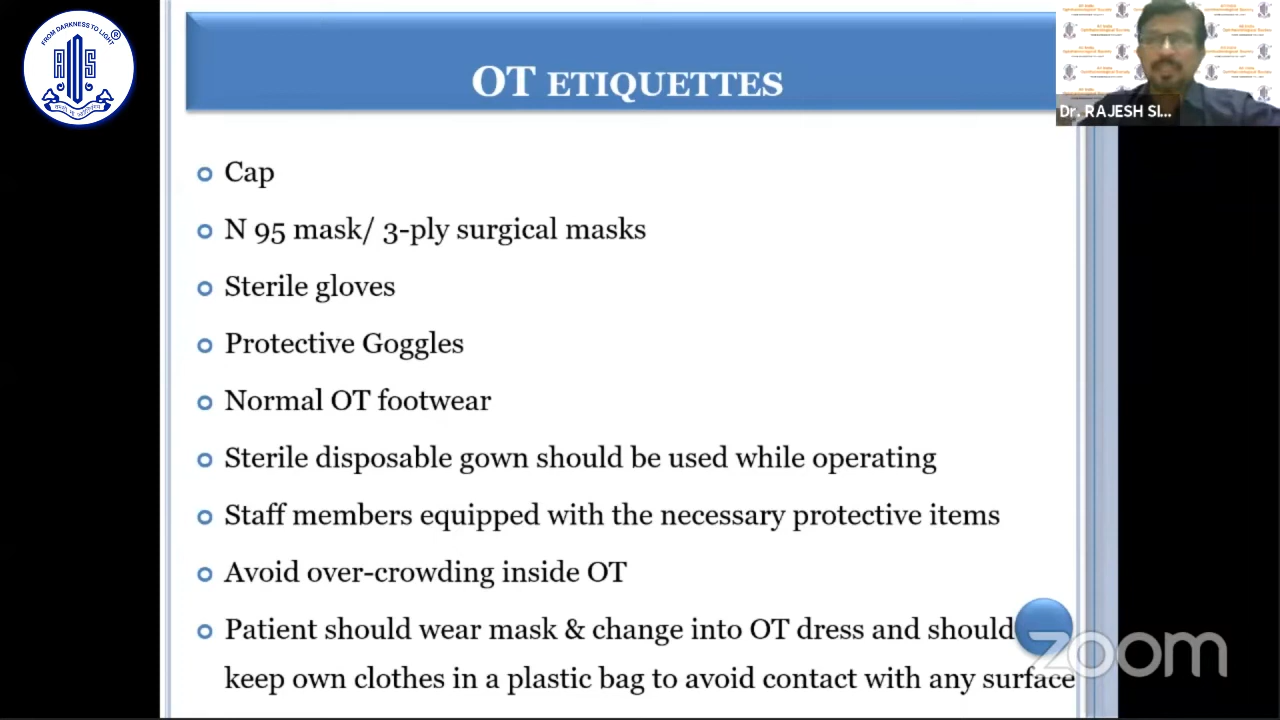 FROM DARKNESS TO LIGHT
AIOS
OT ETIQUETTES
Dr. RAJESH SI...
Cap
N 95 mask/ 3-ply surgical masks
Sterile gloves
Protective Goggles
Normal OT footwear
Sterile disposable gown should be used while operating
Staff members equipped with the necessary protective items
Avoid over-crowding inside OT
Patient should wear mask & change into OT dress and should
keep own clothes in a plastic bag to avoid contact with any surface
zoom